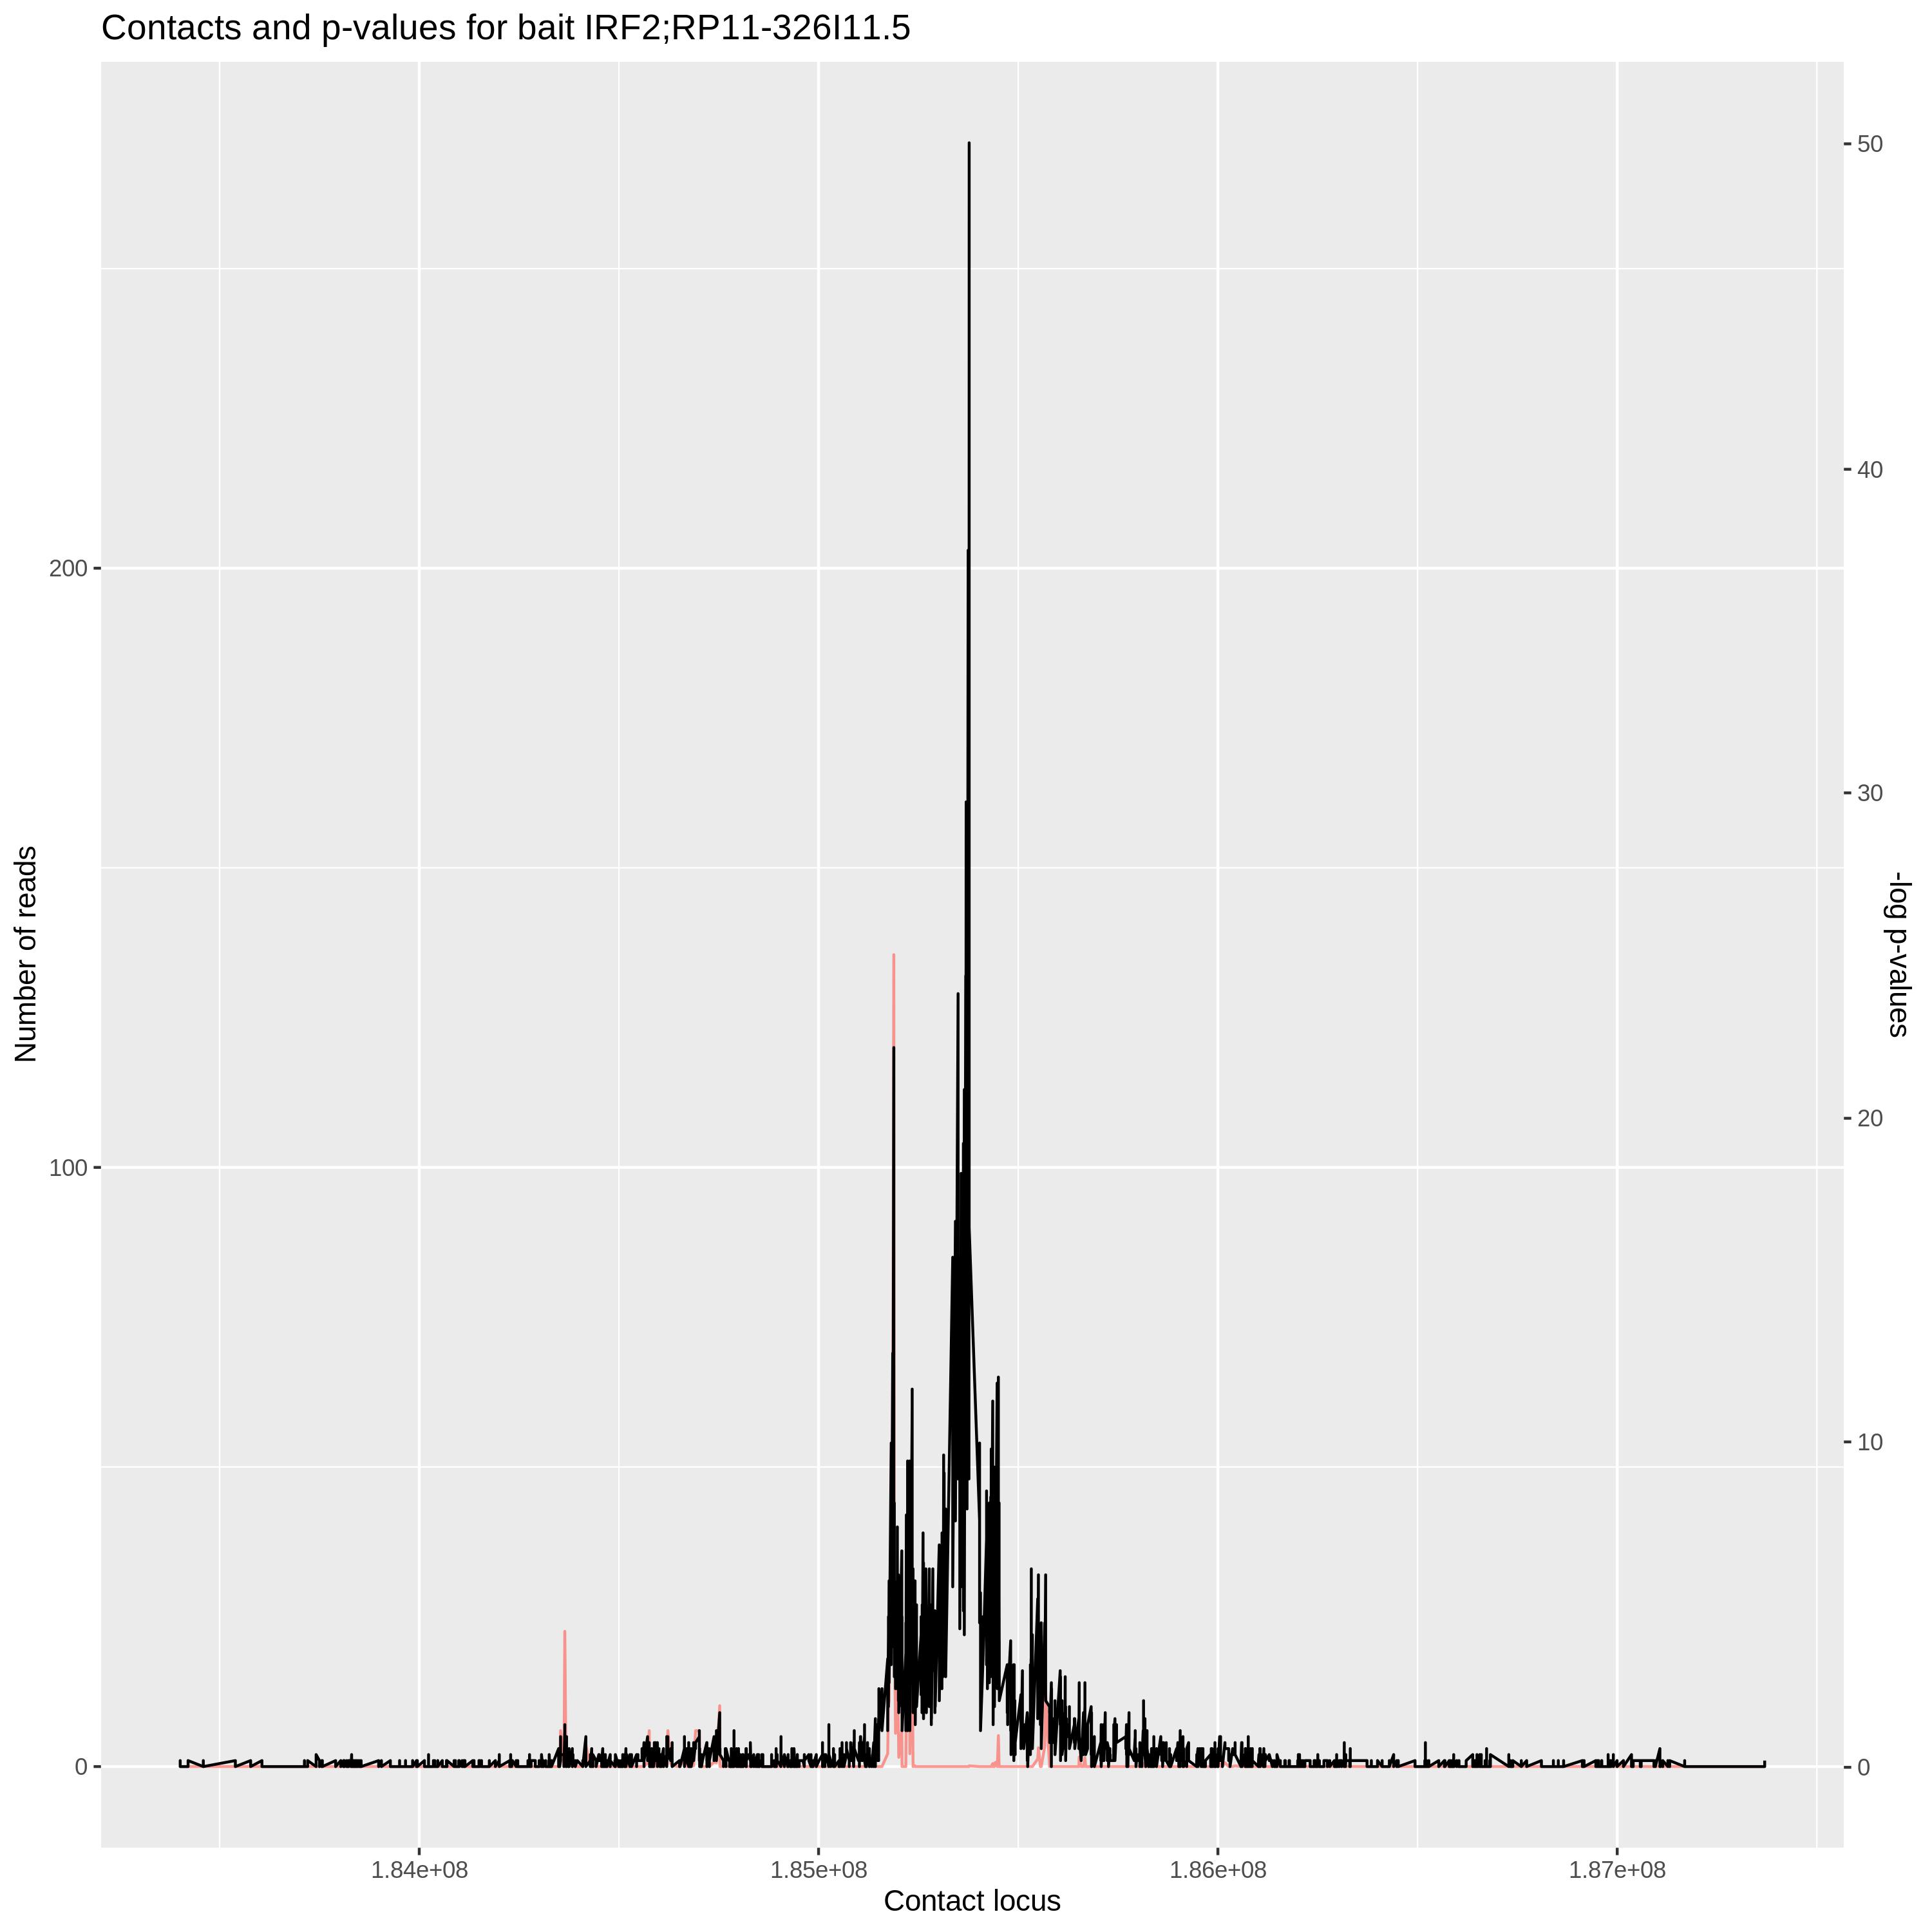 Contacts and p-values for bait IRF2;RP11-326I11.5
50
40
200
30
Number of reads
-log p-values
20
100
10
0
0
1.84e+08
1.85e+08
1.86e+08
1.87e+08
Contact locus